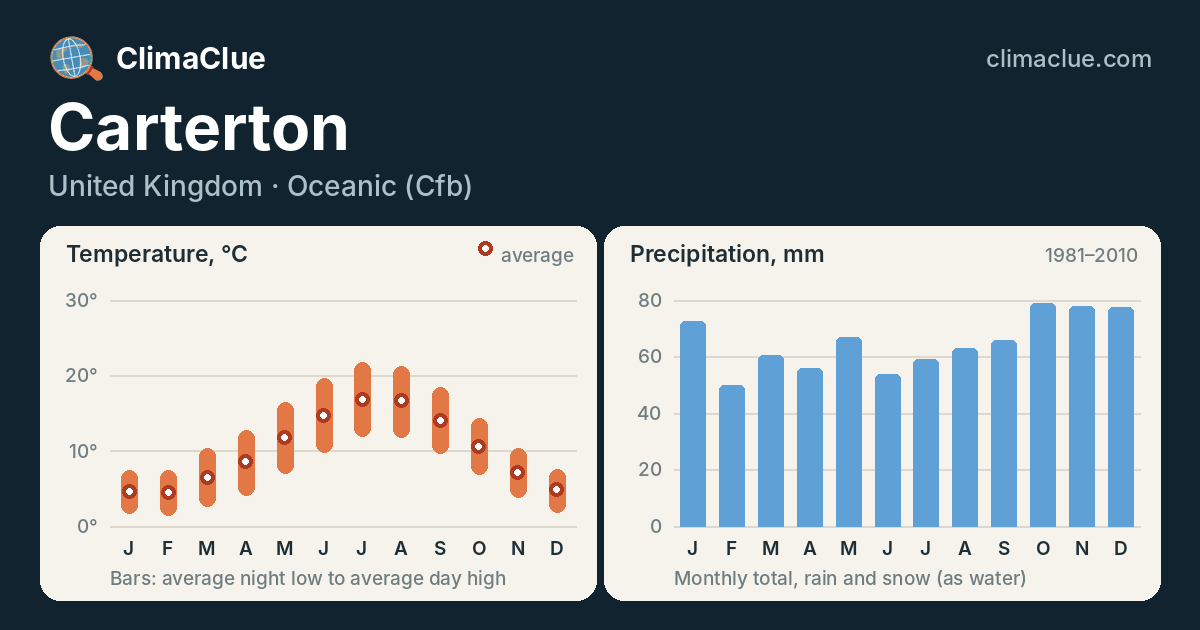 ClimaClue
climaclue.com
Carterton
United Kingdom · Oceanic (Cfb)
Temperature, °C
average
30°
20°
10°
0°
J F M A M J J A S O N D
Bars: average night low to average day high
Precipitation, mm
1981–2010
80
60
40
20
0
J F M A M J J A S O N D
Monthly total, rain and snow (as water)